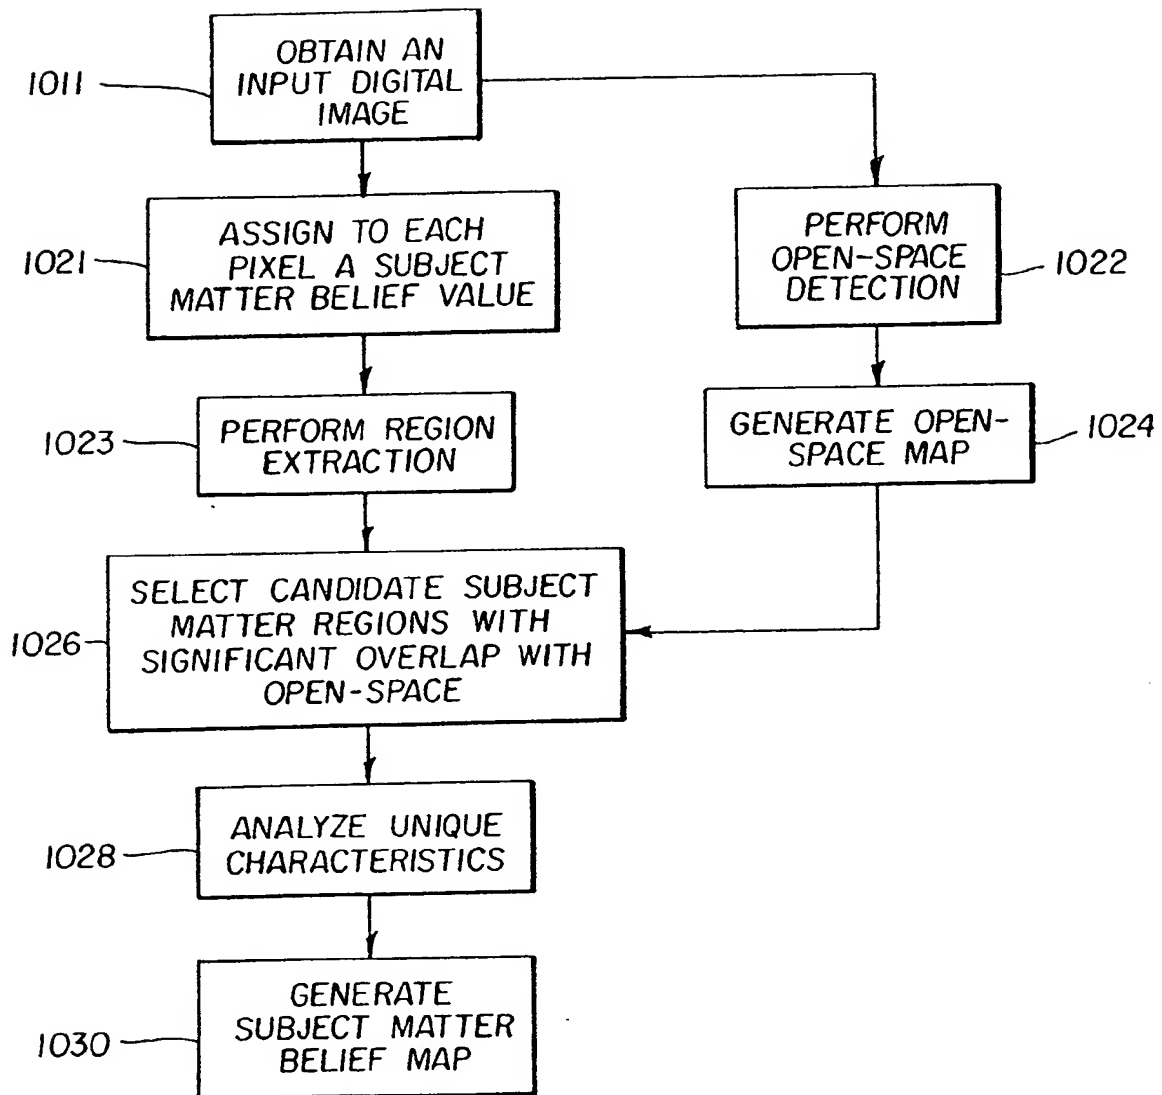 1011
OBTAIN AN
INPUT DIGITAL
IMAGE
1021
ASSIGN TO EACH
PIXEL A SUBJECT
MATTER BELIEF VALUE
PERFORM
OPEN-SPACE
DETECTION
1022
1023
PERFORM REGION
EXTRACTION
GENERATE OPEN-
SPACE MAP
1024
1026
SELECT CANDIDATE SUBJECT
MATTER REGIONS WITH
SIGNIFICANT OVERLAP WITH
OPEN-SPACE
1028
ANALYZE UNIQUE
CHARACTERISTICS
1030
GENERATE
SUBJECT MATTER
BELIEF MAP